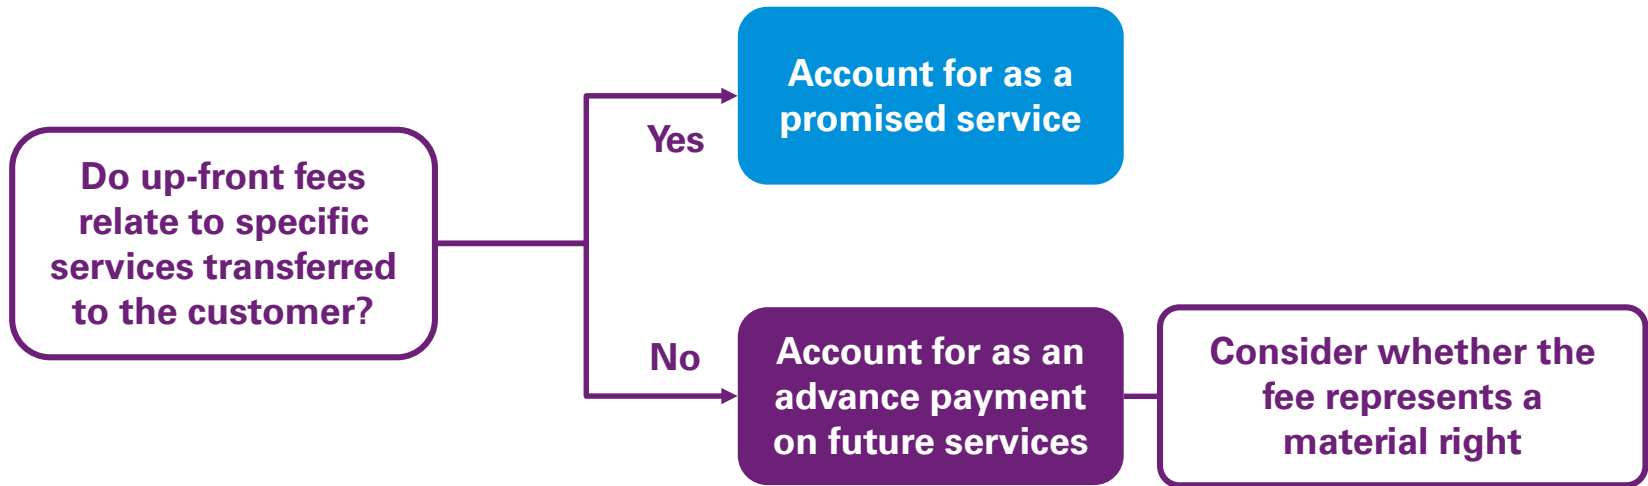 Do up-front fees
relate to specific
services transferred
to the customer?
Yes
Account for as a
promised service
No
Account for as an
advance payment
on future services
Consider whether the
fee represents a
material right